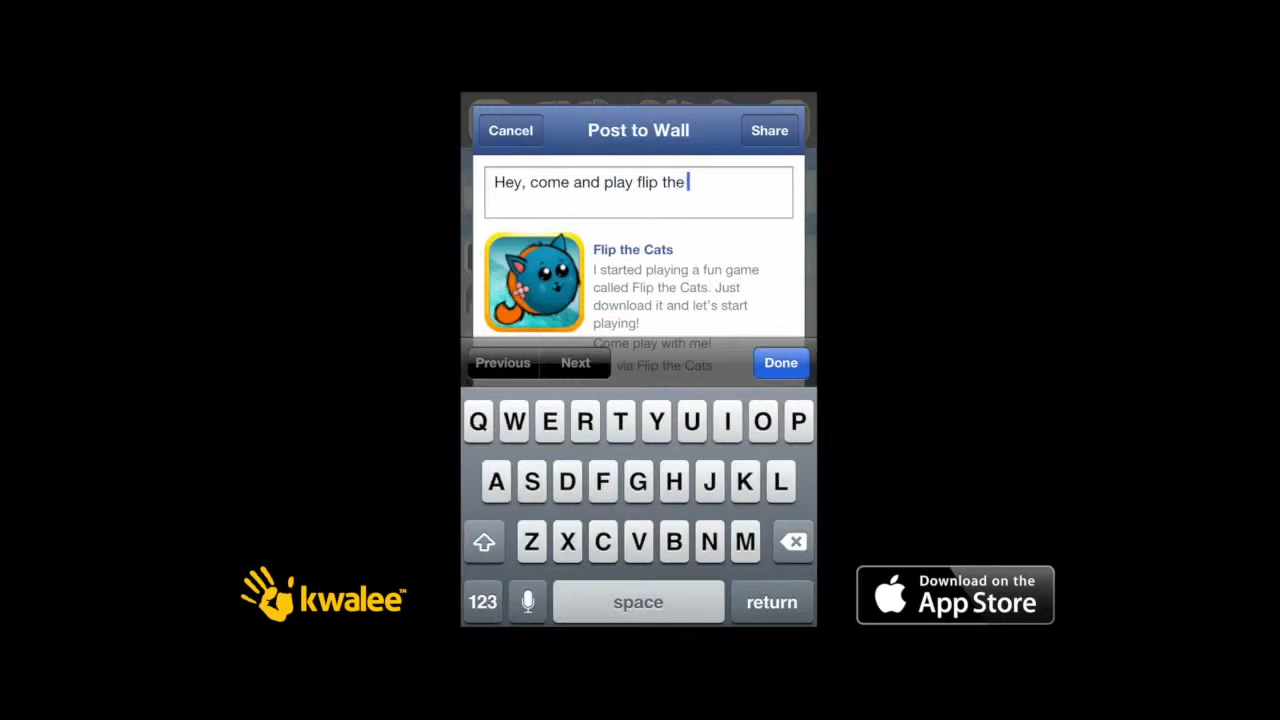 Cancel
Post to Wall
Share
Hey, come and play flip the
Flip the Cats
I started playing a fun game
called Flip the Cats. Just
download it and let's start
playing!
Come play with me!
via Flip the Cats
Previous
Next
Done
Q W E R T Y U I O P
A S D F G H J K L
Z X C V B N M
123
space
return
kwalee™
Download on the
App Store